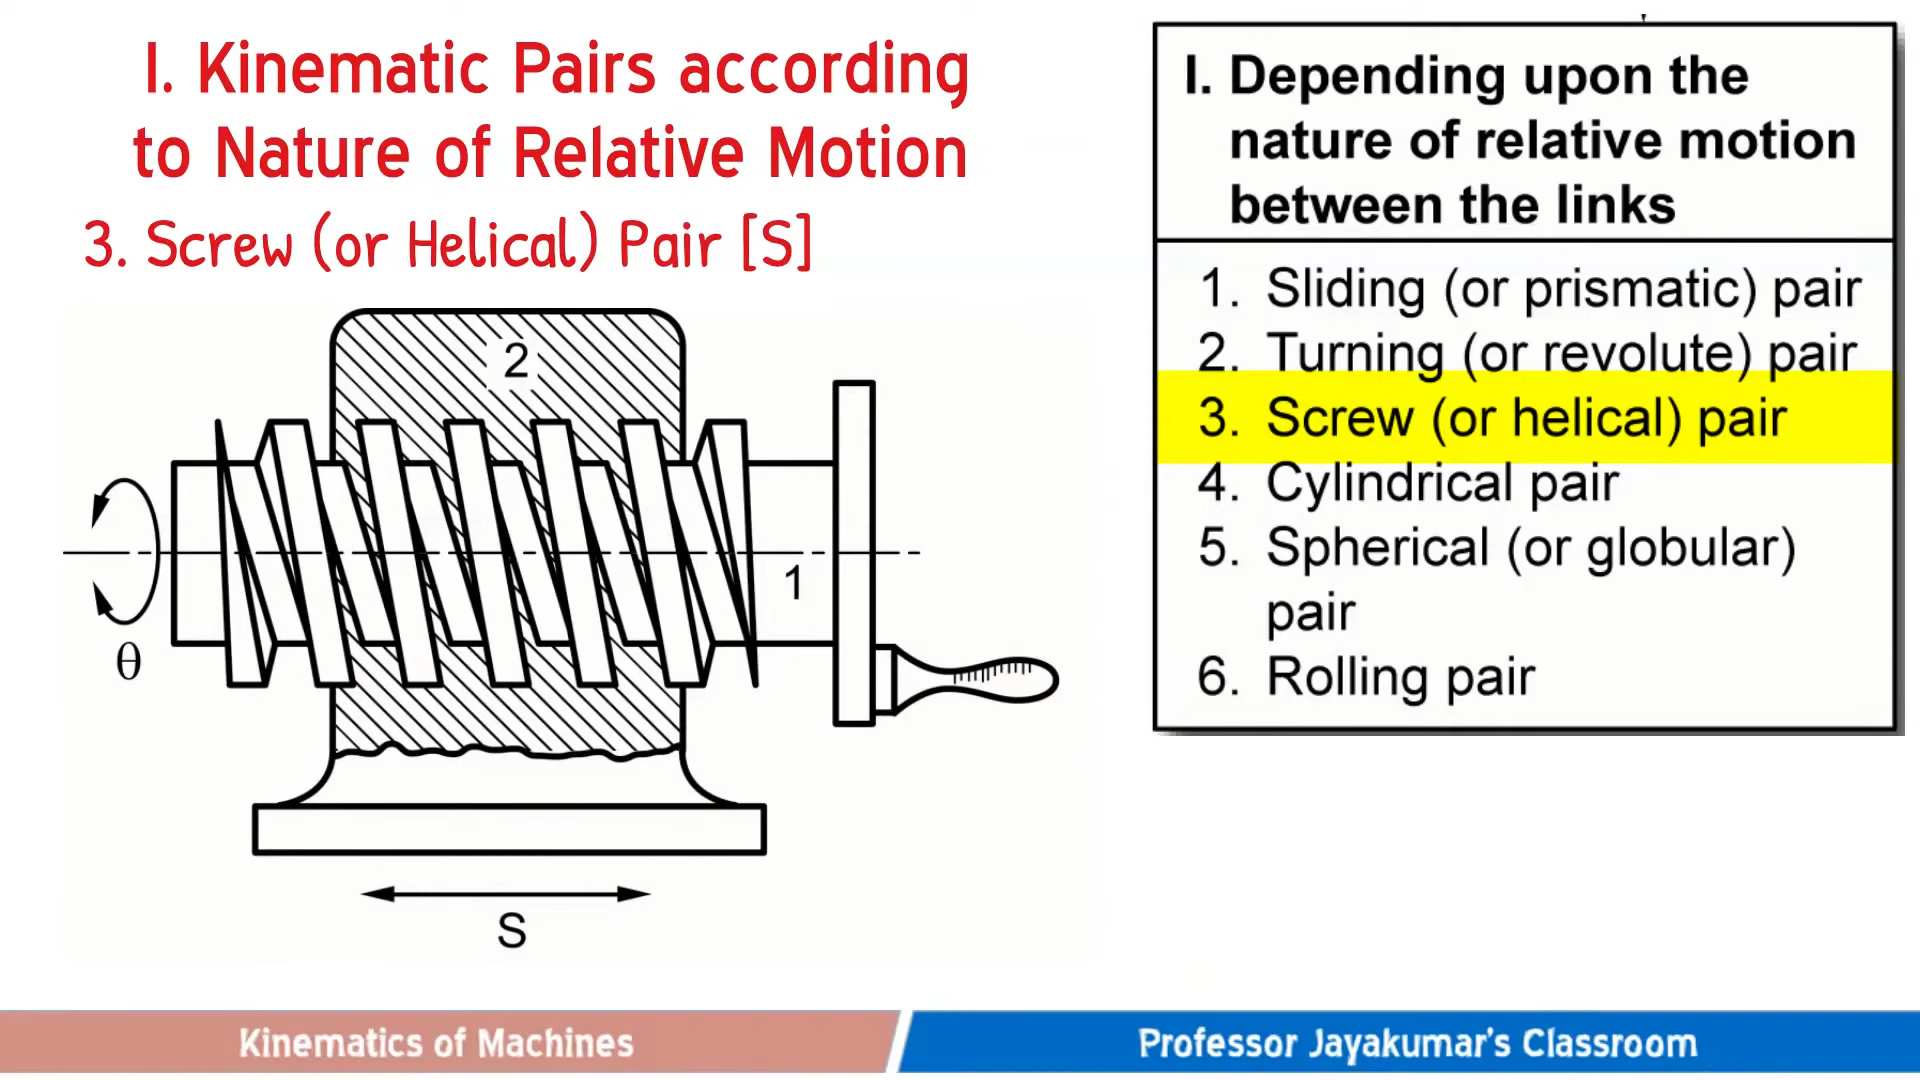 I. Kinematic Pairs according
to Nature of Relative Motion
3. Screw (or Helical) Pair [S]
2
1
θ
S
I. Depending upon the
nature of relative motion
between the links
1. Sliding (or prismatic) pair
2. Turning (or revolute) pair
3. Screw (or helical) pair
4. Cylindrical pair
5. Spherical (or globular)
pair
6. Rolling pair
Kinematics of Machines
Professor Jayakumar's Classroom